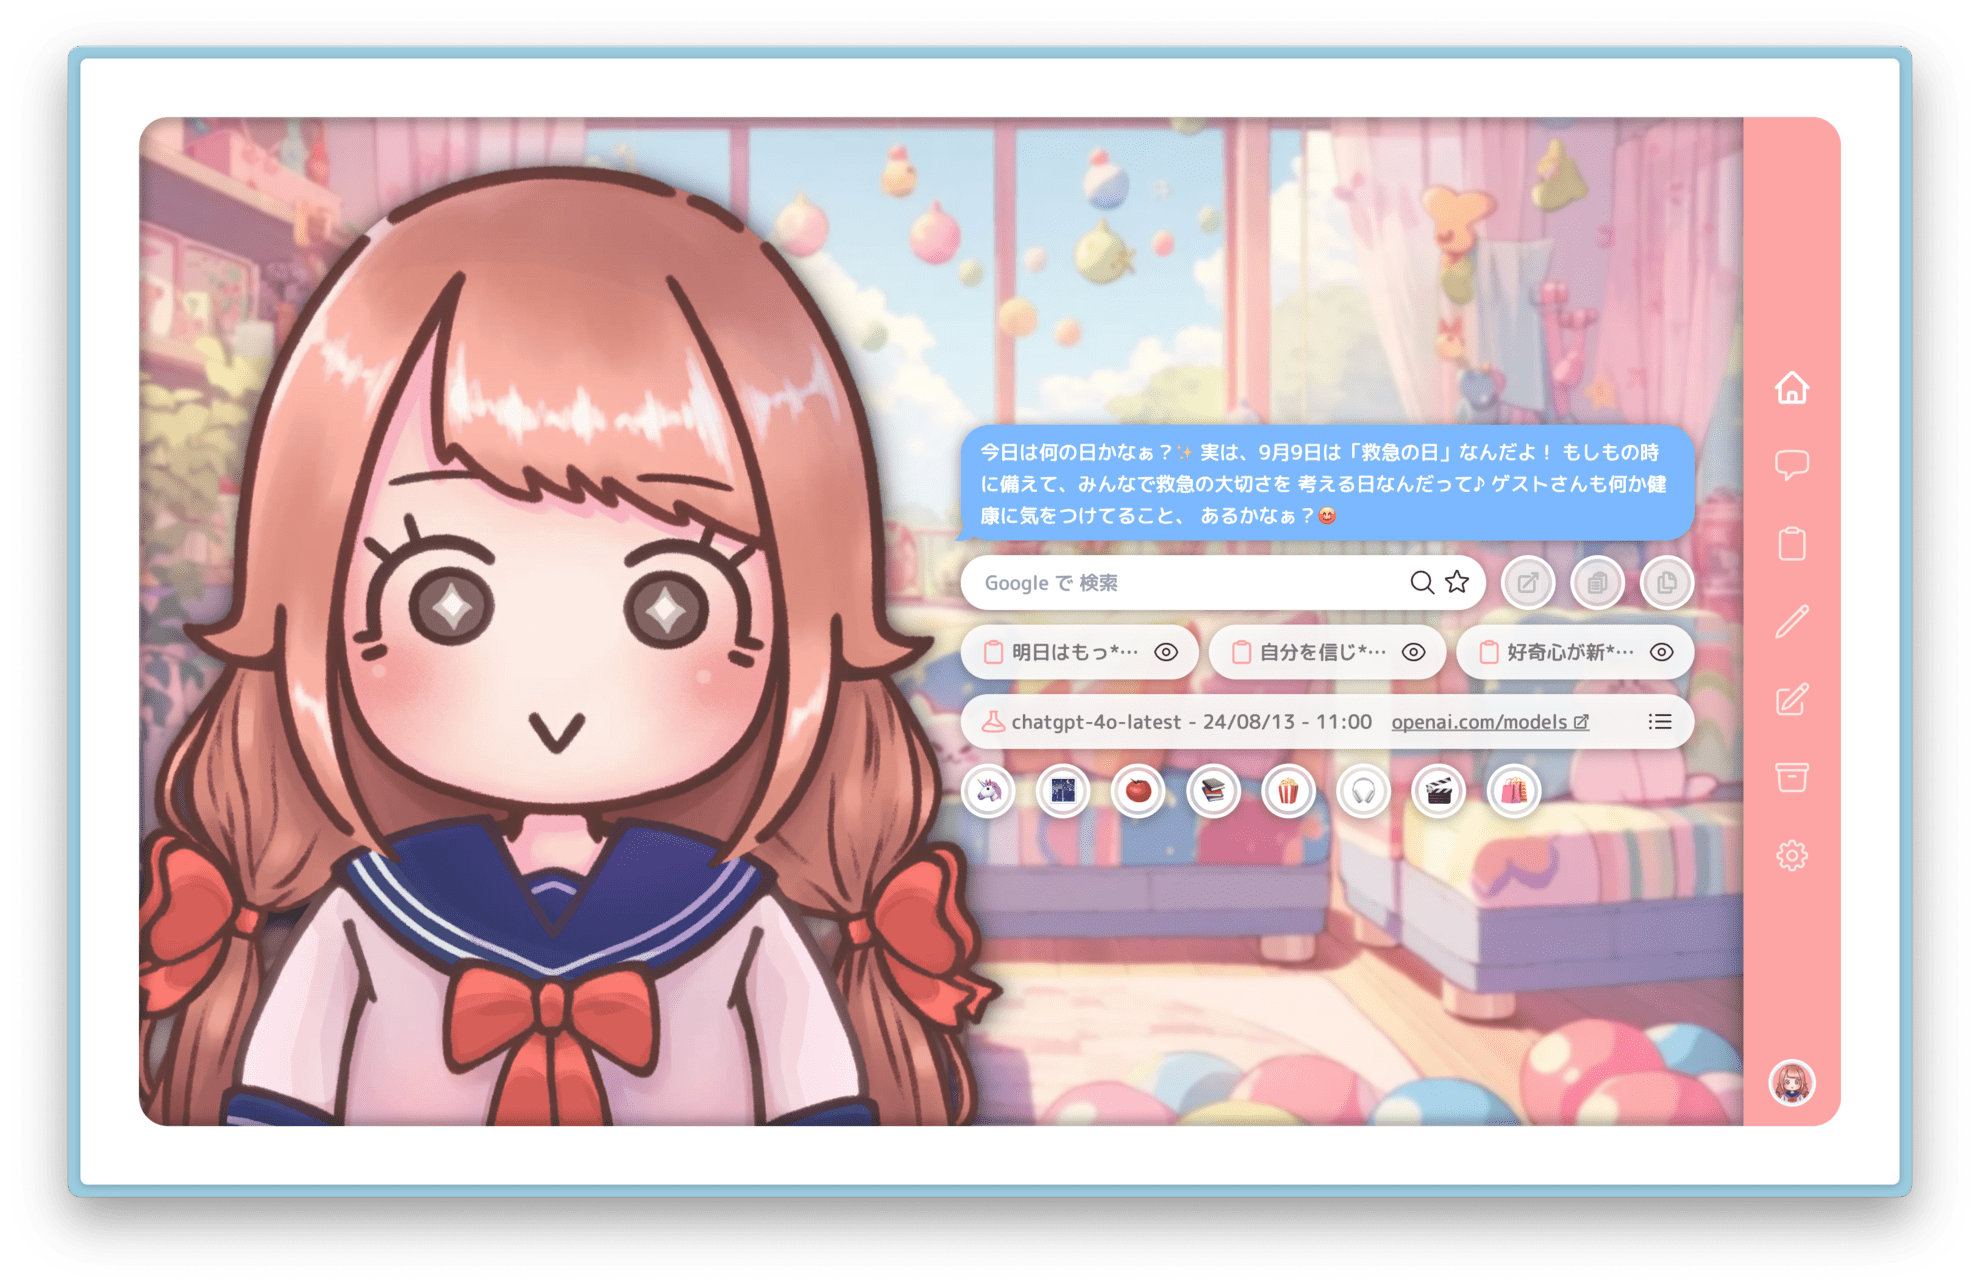 今日は何の日かなぁ？✨ 実は、9月9日は「救急の日」なんだよ！ もしもの時
に備えて、みんなで救急の大切さを 考える日なんだって♪ ゲストさんも何か健
康に気をつけてること、 あるかなぁ？😊
Google で 検索
明日はもっ*… 自分を信じ*… 好奇心が新*…
chatgpt-4o-latest - 24/08/13 - 11:00 openai.com/models